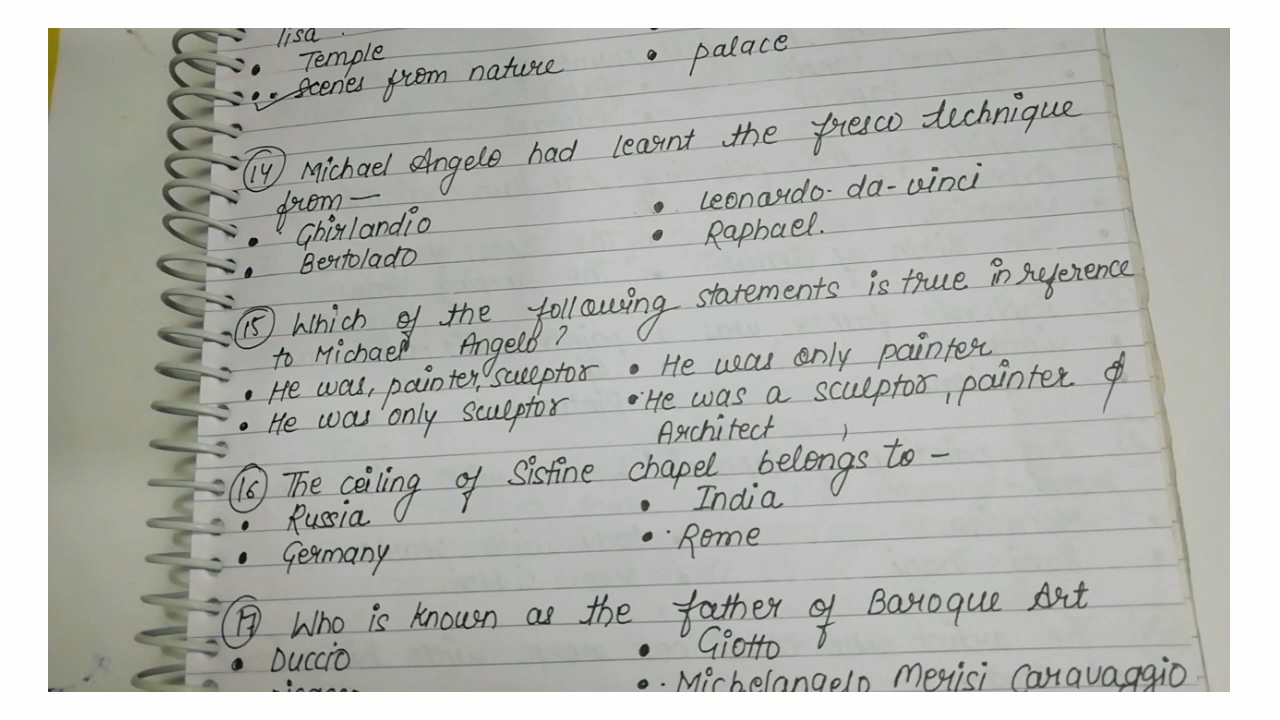 lisa.
• Temple • palace
•• Scenes from nature
(14) Michael Angelo had learnt the fresco technique
from —
• Ghirlandio • Leonardo-da-vinci
• Bertolado • Raphael.
(15) Which of the following statements is true in reference
to Michael Angelo?
• He was, painter, sculptor • He was only painter
• He was only sculptor • He was a sculptor, painter &
Architect
(16) The ceiling of Sistine chapel belongs to —
• Russia • India
• Germany • Rome
(17) Who is known as the father of Baroque Art
• Duccio • Giotto
• Michelangelo Merisi Caravaggio